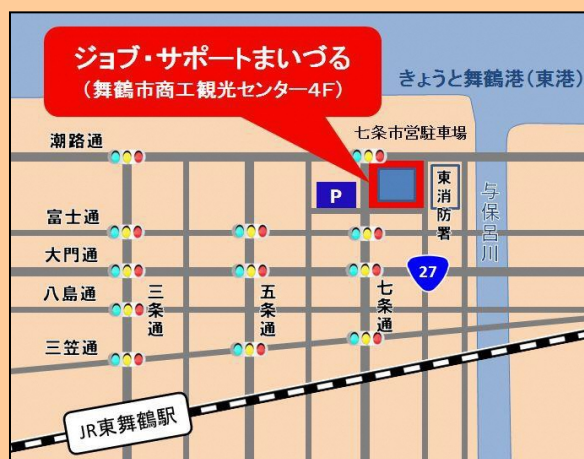 ジョブ・サポートまいづる
（舞鶴市商工観光センター4F）
きょうと舞鶴港（東港）
七条市営駐車場
潮路通
P
東消防署
与保呂川
富士通
大門通
27
八島通
三条通
五条通
七条通
三笠通
JR東舞鶴駅